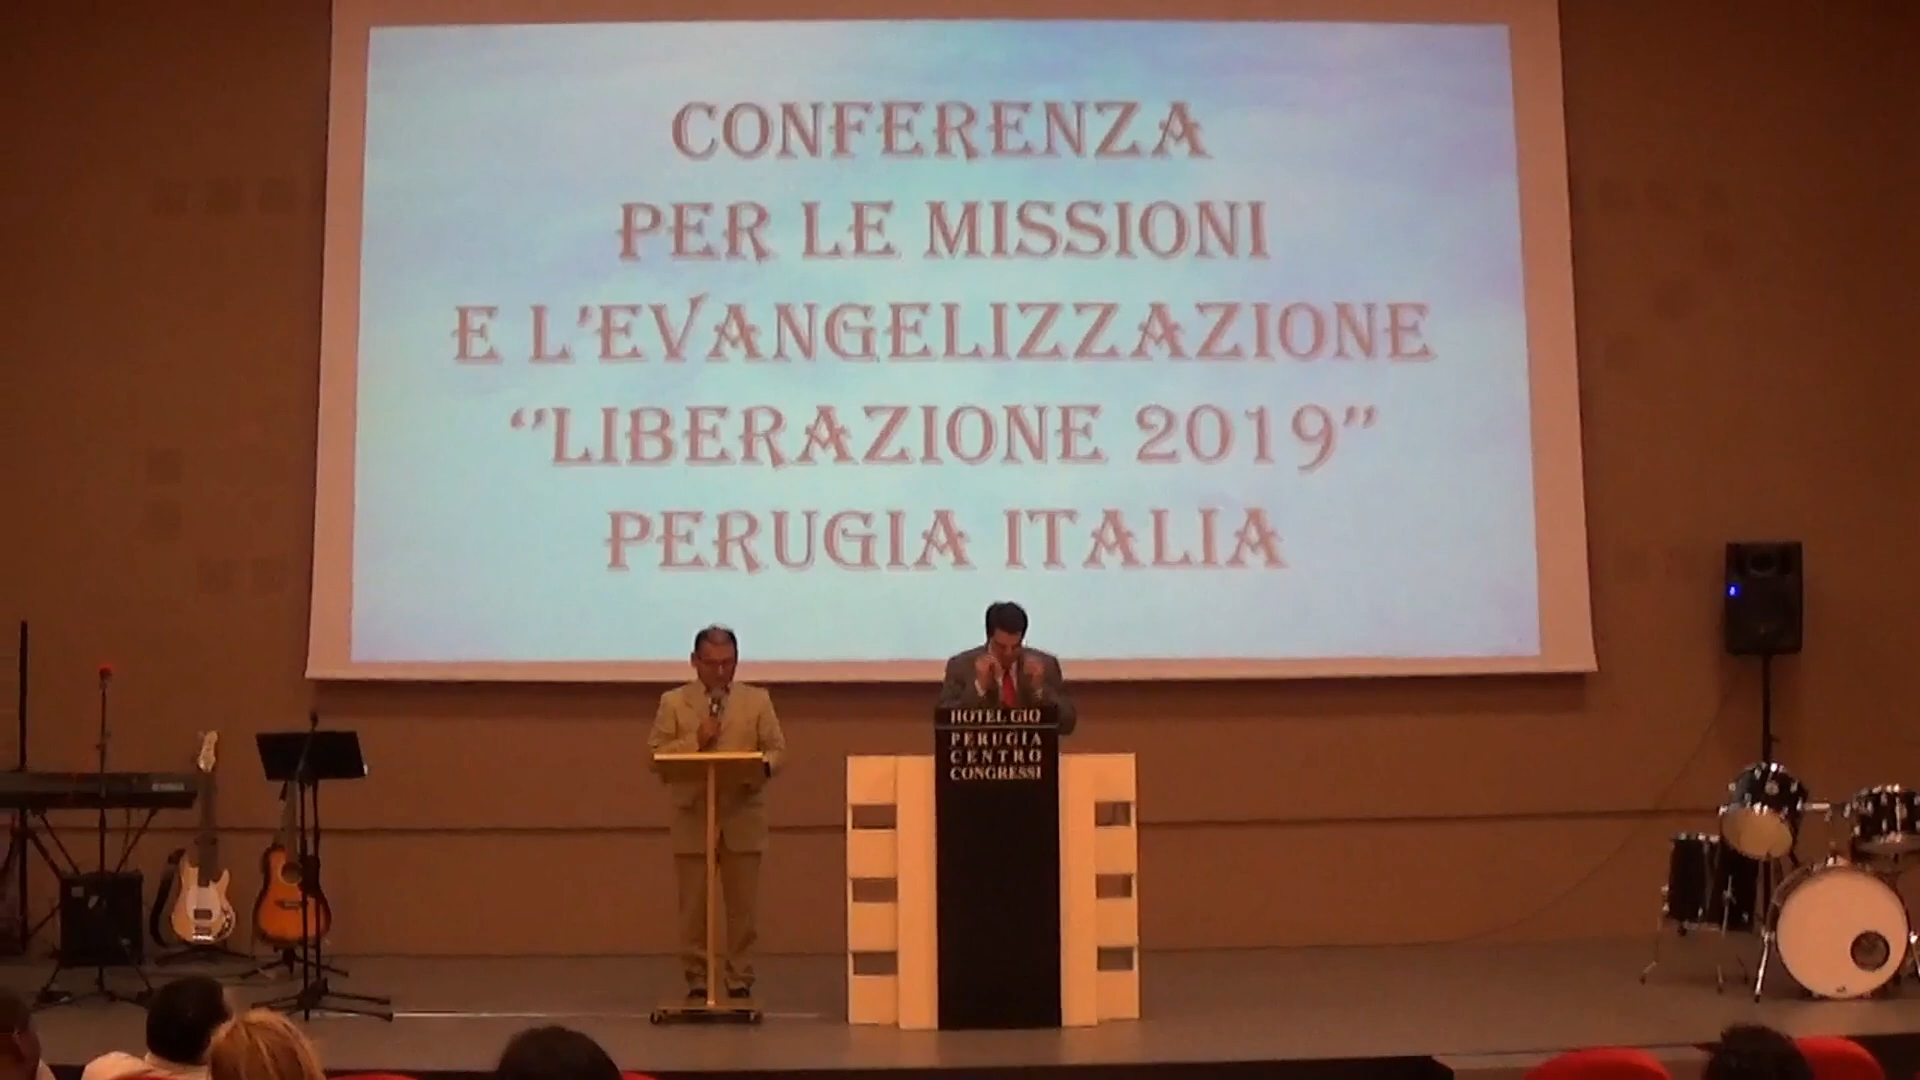 CONFERENZA
PER LE MISSIONI
E L'EVANGELIZZAZIONE
‘‘LIBERAZIONE 2019’’
PERUGIA ITALIA
HOTEL GIO
PERUGIA
CENTRO
CONGRESSI